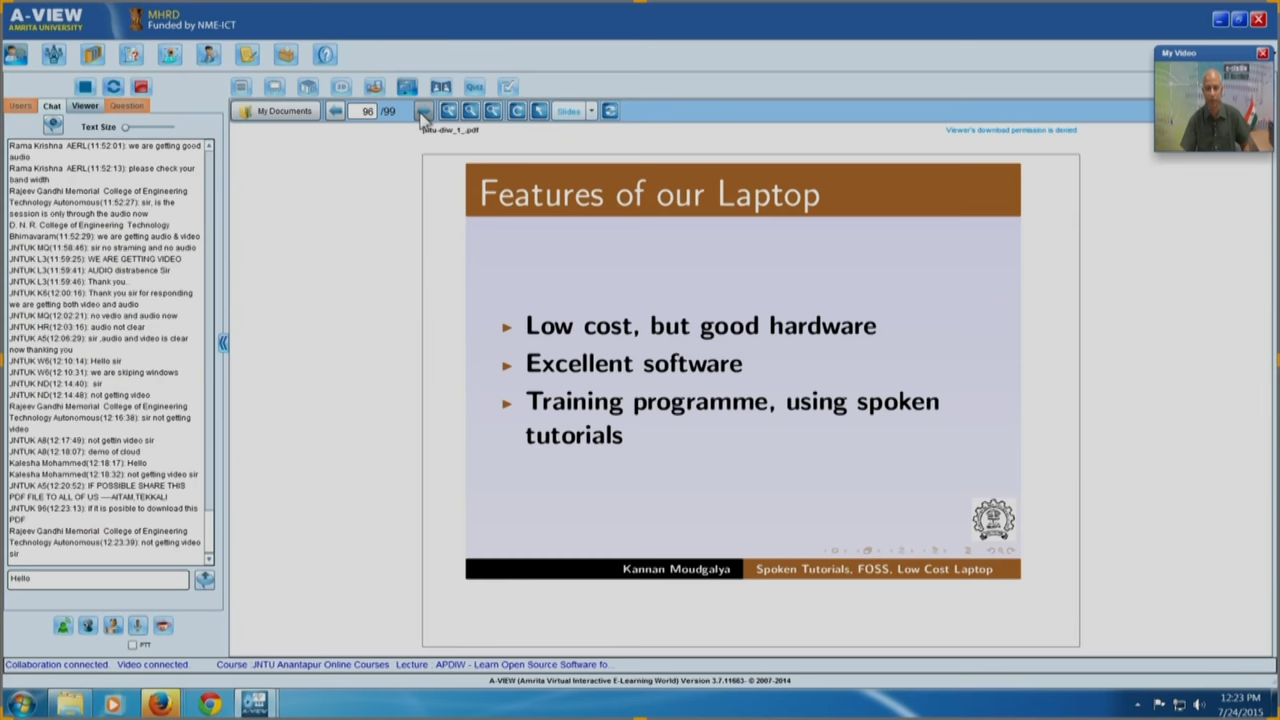 A-VIEW
AMRITA UNIVERSITY
MHRD
Funded by NME-ICT
My Video
Users Chat Viewer Question
Text Size
My Documents 96 /99 Slides
Quiz
Viewer's download permission is denied
Rama Krishna AERL(11:52:01): we are getting good
audio
Rama Krishna AERL(11:52:13): please check your
band width
Rajeev Gandhi Memorial College of Engineering
Technology Autonomous(11:52:27): sir, is the
session is only through the audio now
D. N. R. College of Engineering Technology
Bhimavaram(11:52:29): we are getting audio & video
JNTUK MQ(11:58:46): sir no straming and no audio
JNTUK L3(11:59:25): WE ARE GETTING VIDEO
JNTUK L3(11:59:41): AUDIO distrabence Sir
JNTUK L3(11:59:46): Thank you..
JNTUK K6(12:00:16): Thank you sir for responding
we are getting both video and audio
JNTUK MQ(12:02:21): no vedio and audio now
JNTUK HR(12:03:16): audio not clear
JNTUK A5(12:06:29): sir ,audio and video is clear
now thanking you
JNTUK W6(12:10:14): Hello sir
JNTUK W6(12:10:31): we are skiping windows
JNTUK ND(12:14:40): sir
JNTUK ND(12:14:48): not getting video
Rajeev Gandhi Memorial College of Engineering
Technology Autonomous(12:16:38): sir not getting
video
JNTUK A8(12:17:49): not gettin video sir
JNTUK A8(12:18:07): demo of cloud
Kalesha Mohammed(12:18:17): Hello
Kalesha Mohammed(12:18:32): not getting video sir
JNTUK A5(12:20:52): IF POSSIBLE SHARE THIS
PDF FILE TO ALL OF US ----AITAM,TEKKALI
JNTUK 96(12:23:13): if it is posible to download this
PDF
Rajeev Gandhi Memorial College of Engineering
Technology Autonomous(12:23:39): not getting video
sir
Hello
PTT
Features of our Laptop
Low cost, but good hardware
Excellent software
Training programme, using spoken
tutorials
Kannan Moudgalya Spoken Tutorials, FOSS, Low Cost Laptop
Collaboration connected Video connected Course : JNTU Anantapur Online Courses Lecture : APDIW - Learn Open Source Software fo...
A-VIEW (Amrita Virtual Interactive E-Learning World) Version 3.7.11663- © 2007-2014
12:23 PM
7/24/2015